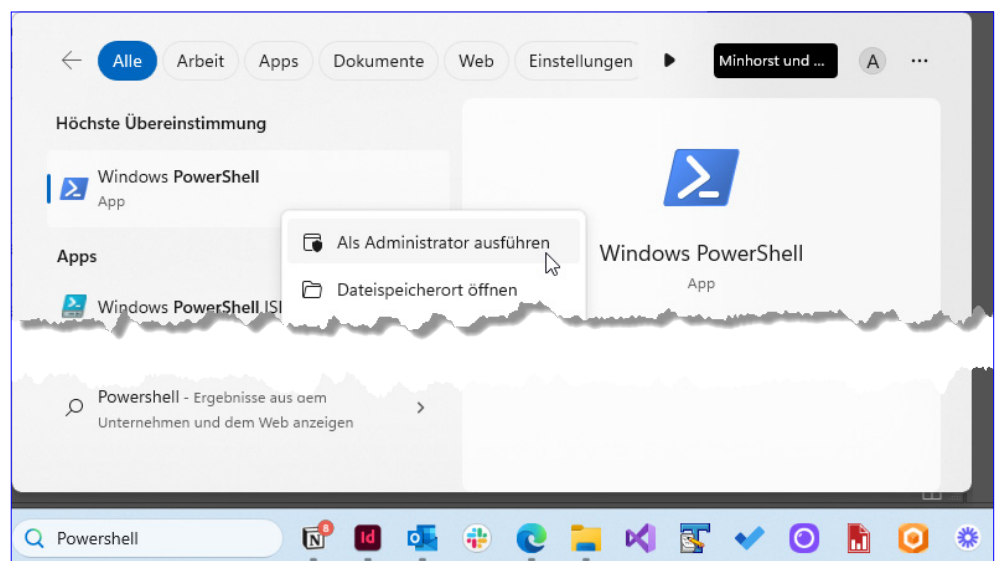 Alle Arbeit Apps Dokumente Web Einstellungen Minhorst und ... A ...
Höchste Übereinstimmung
Windows PowerShell
App
Als Administrator ausführen
Windows PowerShell
App
Apps
Dateispeicherort öffnen
Windows PowerShell ISE
Powershell - Ergebnisse aus dem
Unternehmen und dem Web anzeigen
Powershell
8
N
Id